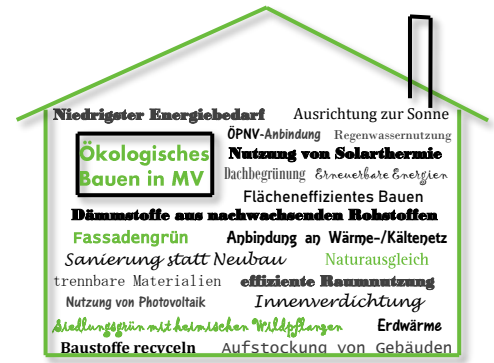 Niedrigster Energiebedarf Ausrichtung zur Sonne
ÖPNV-Anbindung Regenwassernutzung
Ökologisches
Bauen in MV
Nutzung von Solarthermie
Dachbegrünung Erneuerbare Energien
Flächeneffizientes Bauen
Dämmstoffe aus nachwachsenden Rohstoffen
Fassadengrün Anbindung an Wärme-/Kältenetz
Sanierung statt Neubau Naturausgleich
trennbare Materialien effiziente Raumnutzung
Nutzung von Photovoltaik Innenverdichtung
Siedlungsgrün mit heimischen Wildpflanzen Erdwärme
Baustoffe recyceln Aufstockung von Gebäuden